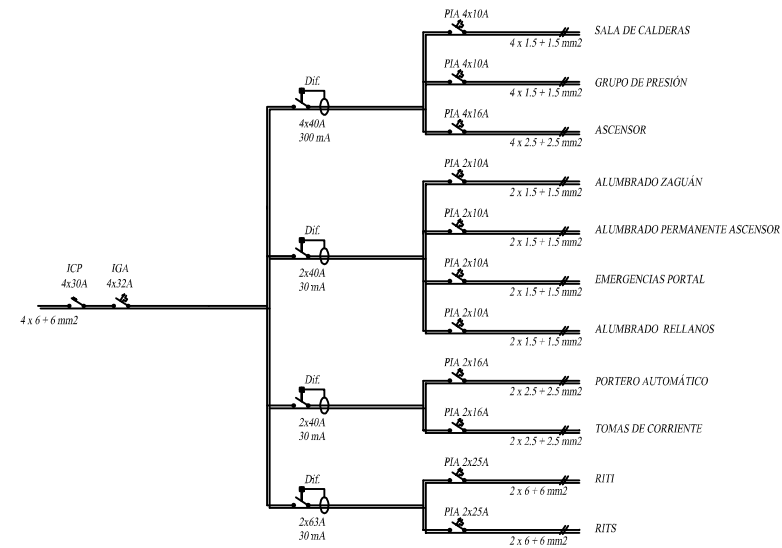 ICP
4x30A
IGA
4x32A
4 x 6 + 6 mm2
Dif.
4x40A
300 mA
PIA 4x10A
4 x 1.5 + 1.5 mm2
SALA DE CALDERAS
PIA 4x10A
4 x 1.5 + 1.5 mm2
GRUPO DE PRESIÓN
PIA 4x16A
4 x 2.5 + 2.5 mm2
ASCENSOR
Dif.
2x40A
30 mA
PIA 2x10A
2 x 1.5 + 1.5 mm2
ALUMBRADO ZAGUÁN
PIA 2x10A
2 x 1.5 + 1.5 mm2
ALUMBRADO PERMANENTE ASCENSOR
PIA 2x10A
2 x 1.5 + 1.5 mm2
EMERGENCIAS PORTAL
PIA 2x10A
2 x 1.5 + 1.5 mm2
ALUMBRADO RELLANOS
Dif.
2x40A
30 mA
PIA 2x16A
2 x 2.5 + 2.5 mm2
PORTERO AUTOMÁTICO
PIA 2x16A
2 x 2.5 + 2.5 mm2
TOMAS DE CORRIENTE
Dif.
2x63A
30 mA
PIA 2x25A
2 x 6 + 6 mm2
RITI
PIA 2x25A
2 x 6 + 6 mm2
RITS